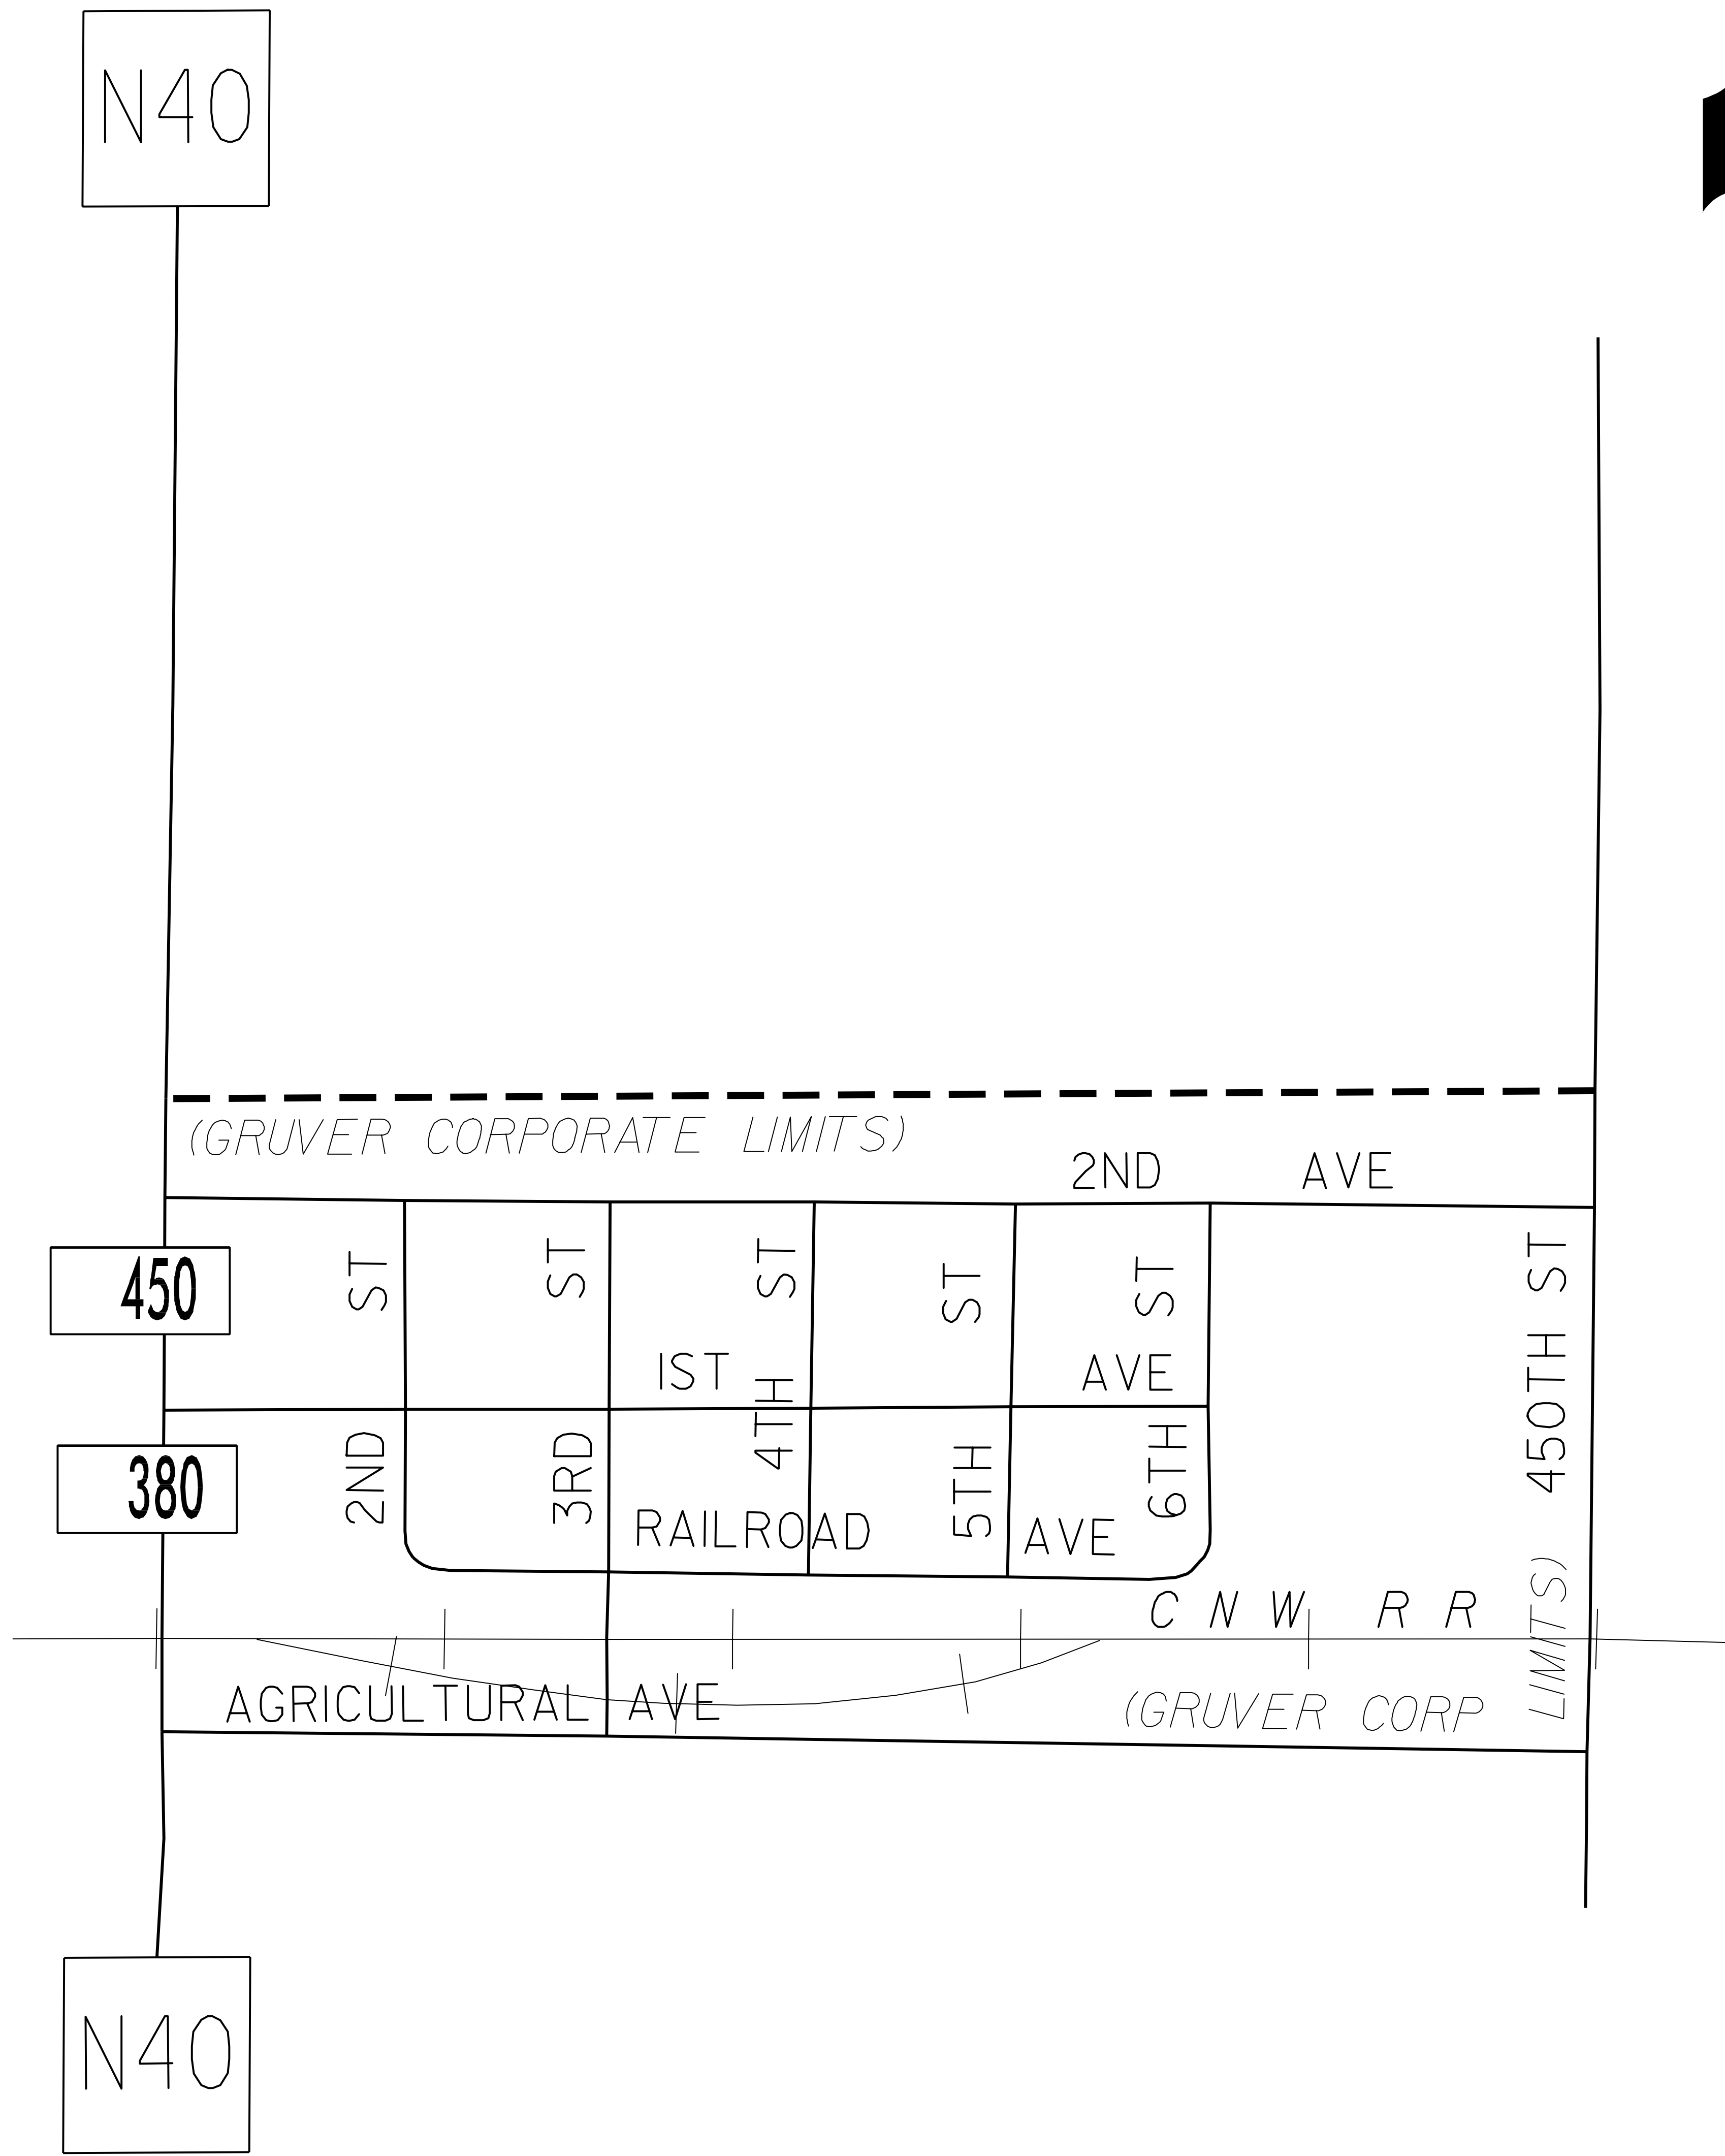 N40
(GRUVER CORPORATE LIMITS)
2ND AVE
450
2ND ST
3RD ST
4TH ST
5TH ST
6TH ST
450TH ST
IST AVE
380
RAILROAD AVE
C N W R R
AGRICULTURAL AVE
(GRUVER CORP LIMITS)
N40